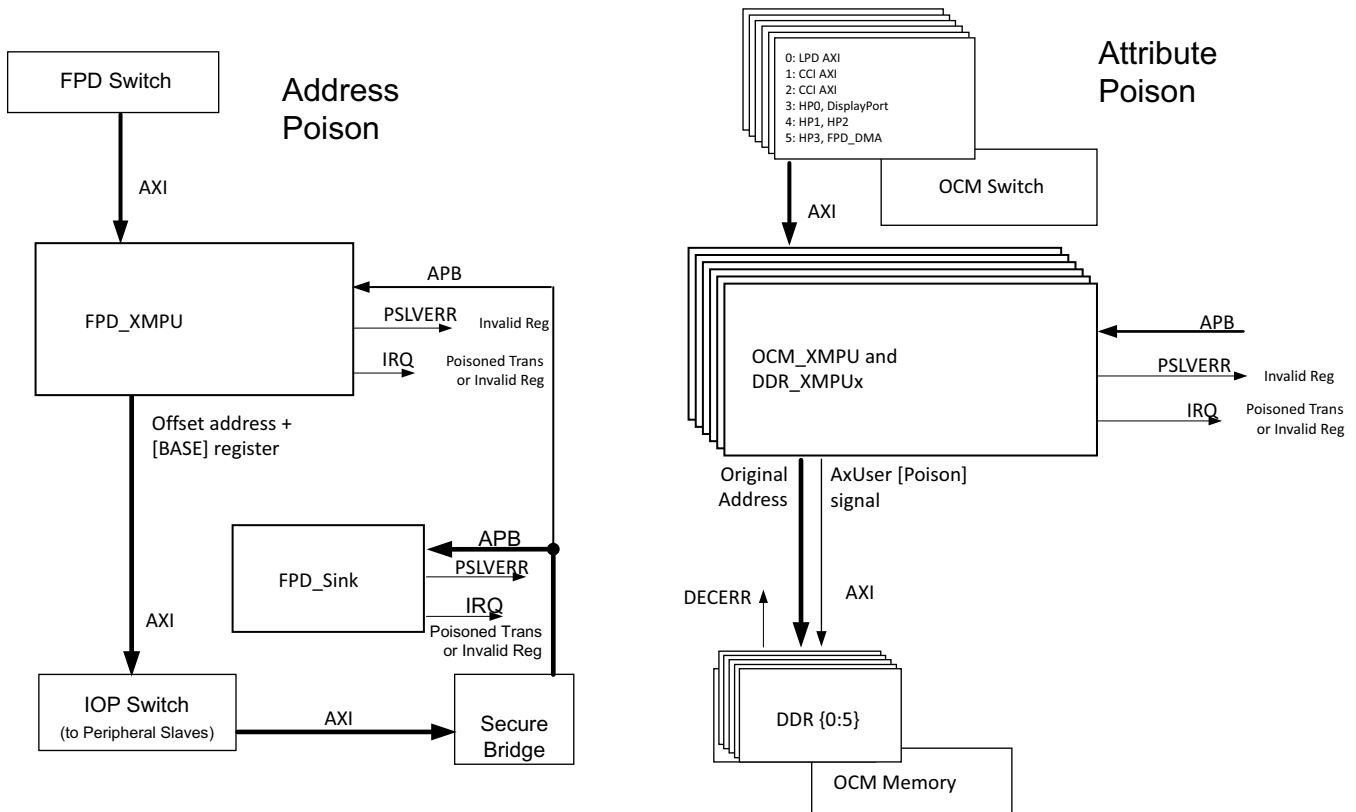 FPD Switch
Address
Poison
AXI
FPD_XMPU
APB
PSLVERR
Invalid Reg
IRQ
Poisoned Trans
or Invalid Reg
Offset address +
[BASE] register
FPD_Sink
APB
PSLVERR
IRQ
Poisoned Trans
or Invalid Reg
AXI
IOP Switch
(to Peripheral Slaves)
AXI
Secure
Bridge
Attribute
Poison
0: LPD AXI
1: CCI AXI
2: CCI AXI
3: HP0, DisplayPort
4: HP1, HP2
5: HP3, FPD_DMA
OCM Switch
AXI
OCM_XMPU and
DDR_XMPUx
APB
PSLVERR
Invalid Reg
IRQ
Poisoned Trans
or Invalid Reg
Original
Address
AxUser [Poison]
signal
DECERR
AXI
DDR {0:5}
OCM Memory